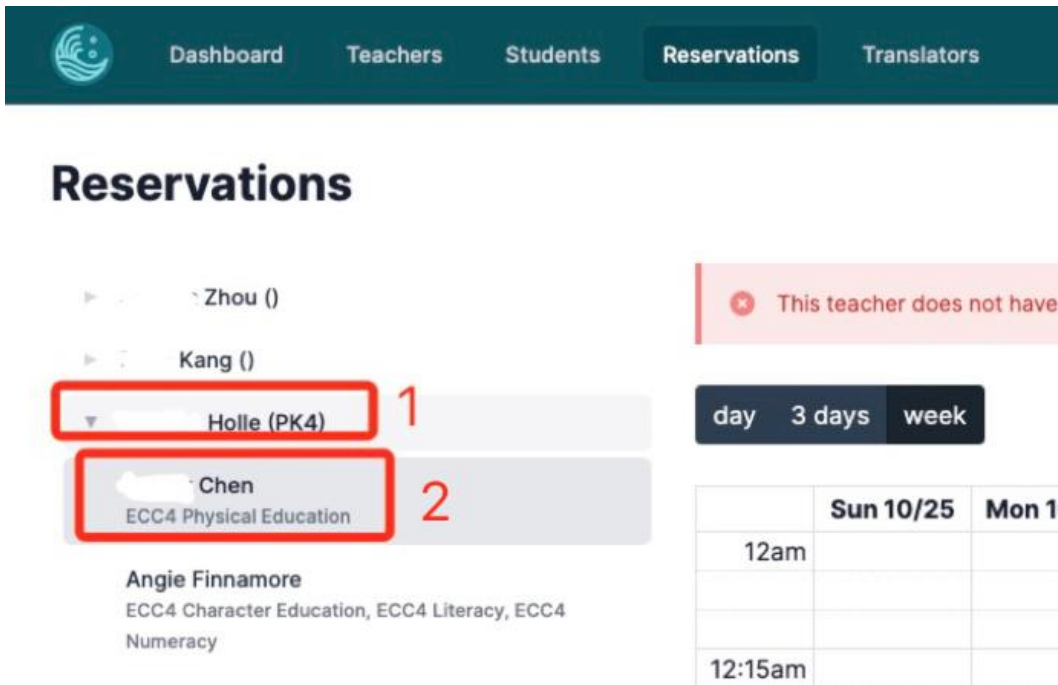 Dashboard Teachers Students Reservations Translators
Reservations
Zhou ()
Kang ()
Holle (PK4)
1
Chen
ECC4 Physical Education
2
Angie Finnamore
ECC4 Character Education, ECC4 Literacy, ECC4
Numeracy
This teacher does not have
day 3 days week
Sun 10/25 Mon 1
12am
12:15am